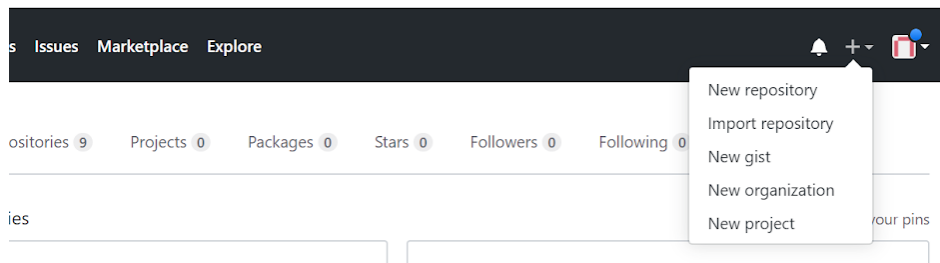 s Issues Marketplace Explore
New repository
Import repository
New gist
New organization
New project
ositories 9 Projects 0 Packages 0 Stars 0 Followers 0 Following 0
ies
your pins